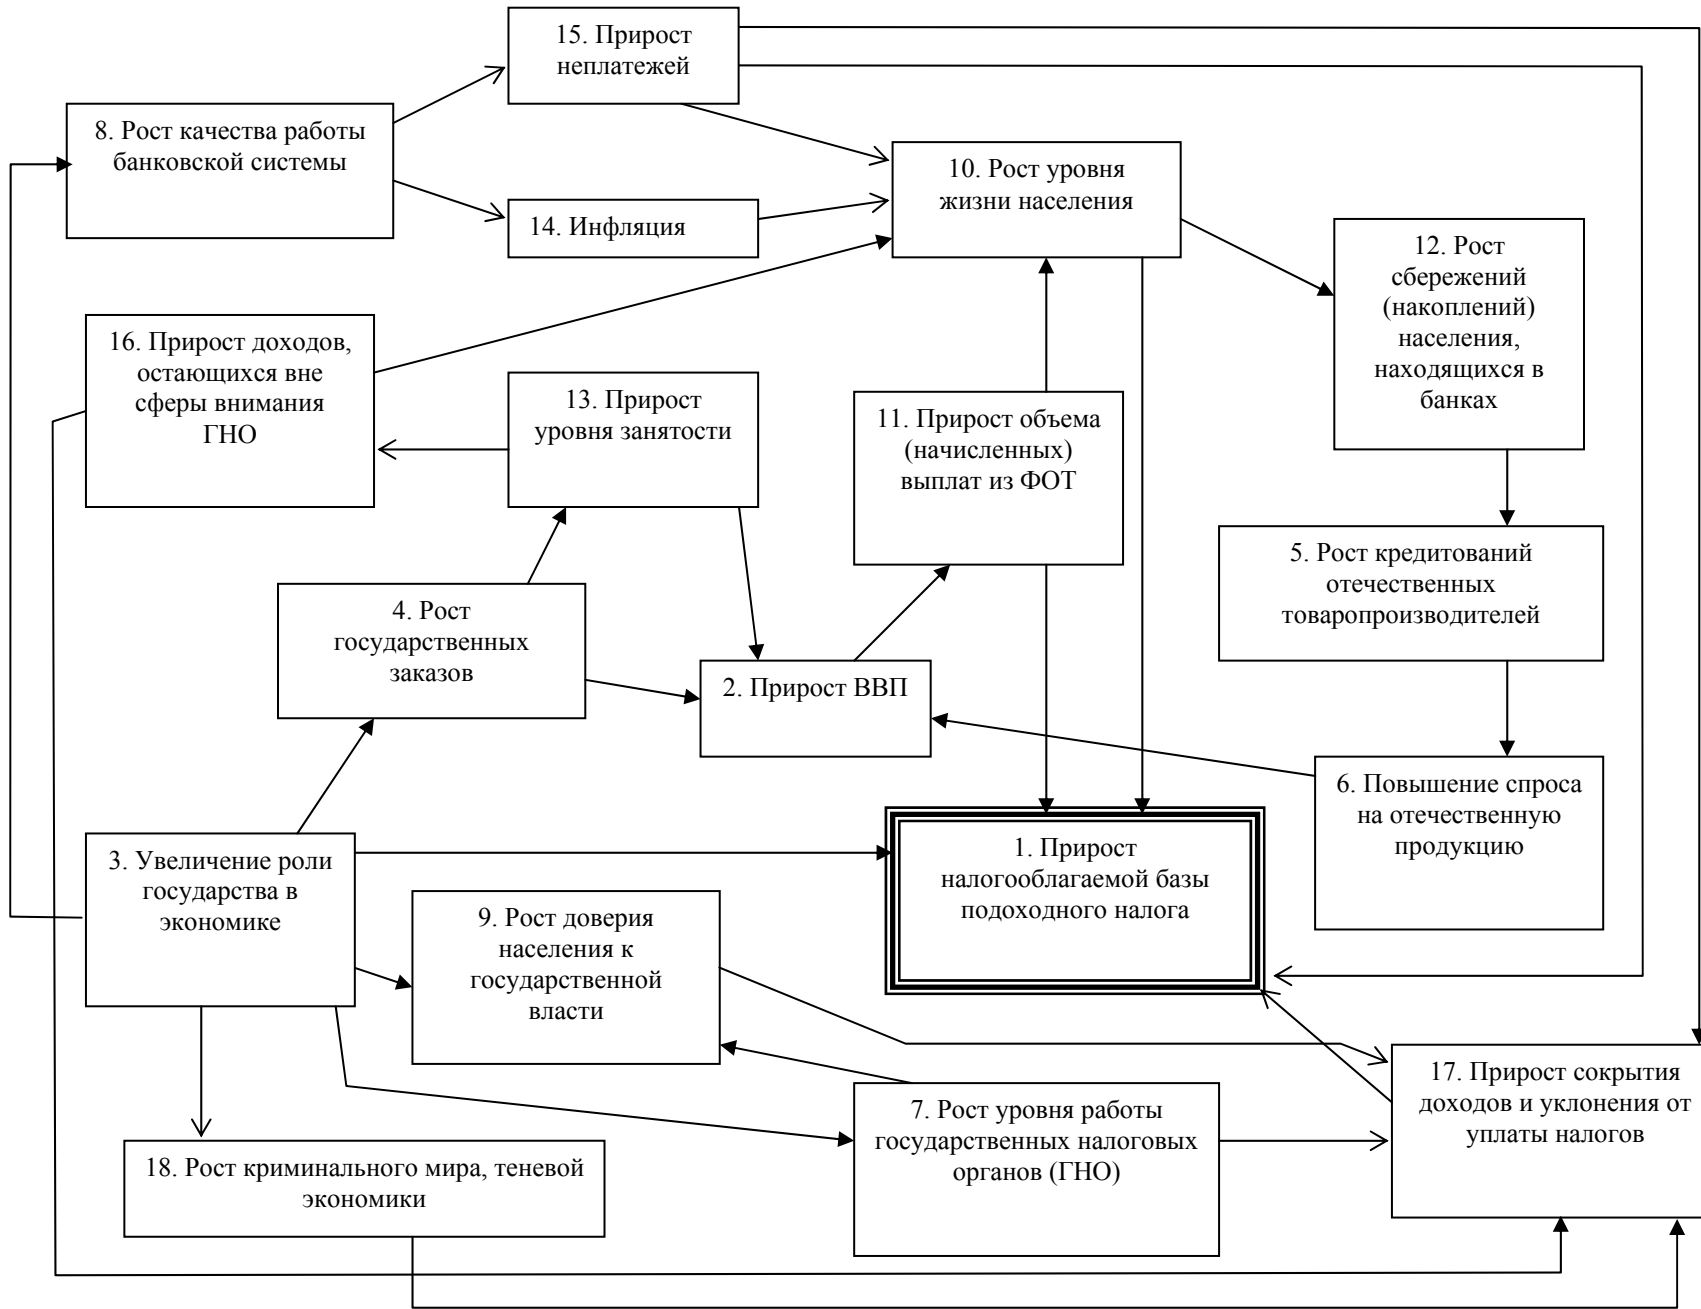 15. Прирост
неплатежей
8. Рост качества работы
банковской системы
10. Рост уровня
жизни населения
14. Инфляция
12. Рост
сбережений
(накоплений)
населения,
находящихся в
банках
16. Прирост доходов,
остающихся вне
сферы внимания
ГНО
13. Прирост
уровня занятости
11. Прирост объема
(начисленных)
выплат из ФОТ
5. Рост кредитований
отечественных
товаропроизводителей
4. Рост
государственных
заказов
2. Прирост ВВП
6. Повышение спроса
на отечественную
продукцию
3. Увеличение роли
государства в
экономике
1. Прирост
налогооблагаемой базы
подоходного налога
9. Рост доверия
населения к
государственной
власти
17. Прирост сокрытия
доходов и уклонения от
уплаты налогов
7. Рост уровня работы
государственных налоговых
органов (ГНО)
18. Рост криминального мира, теневой
экономики